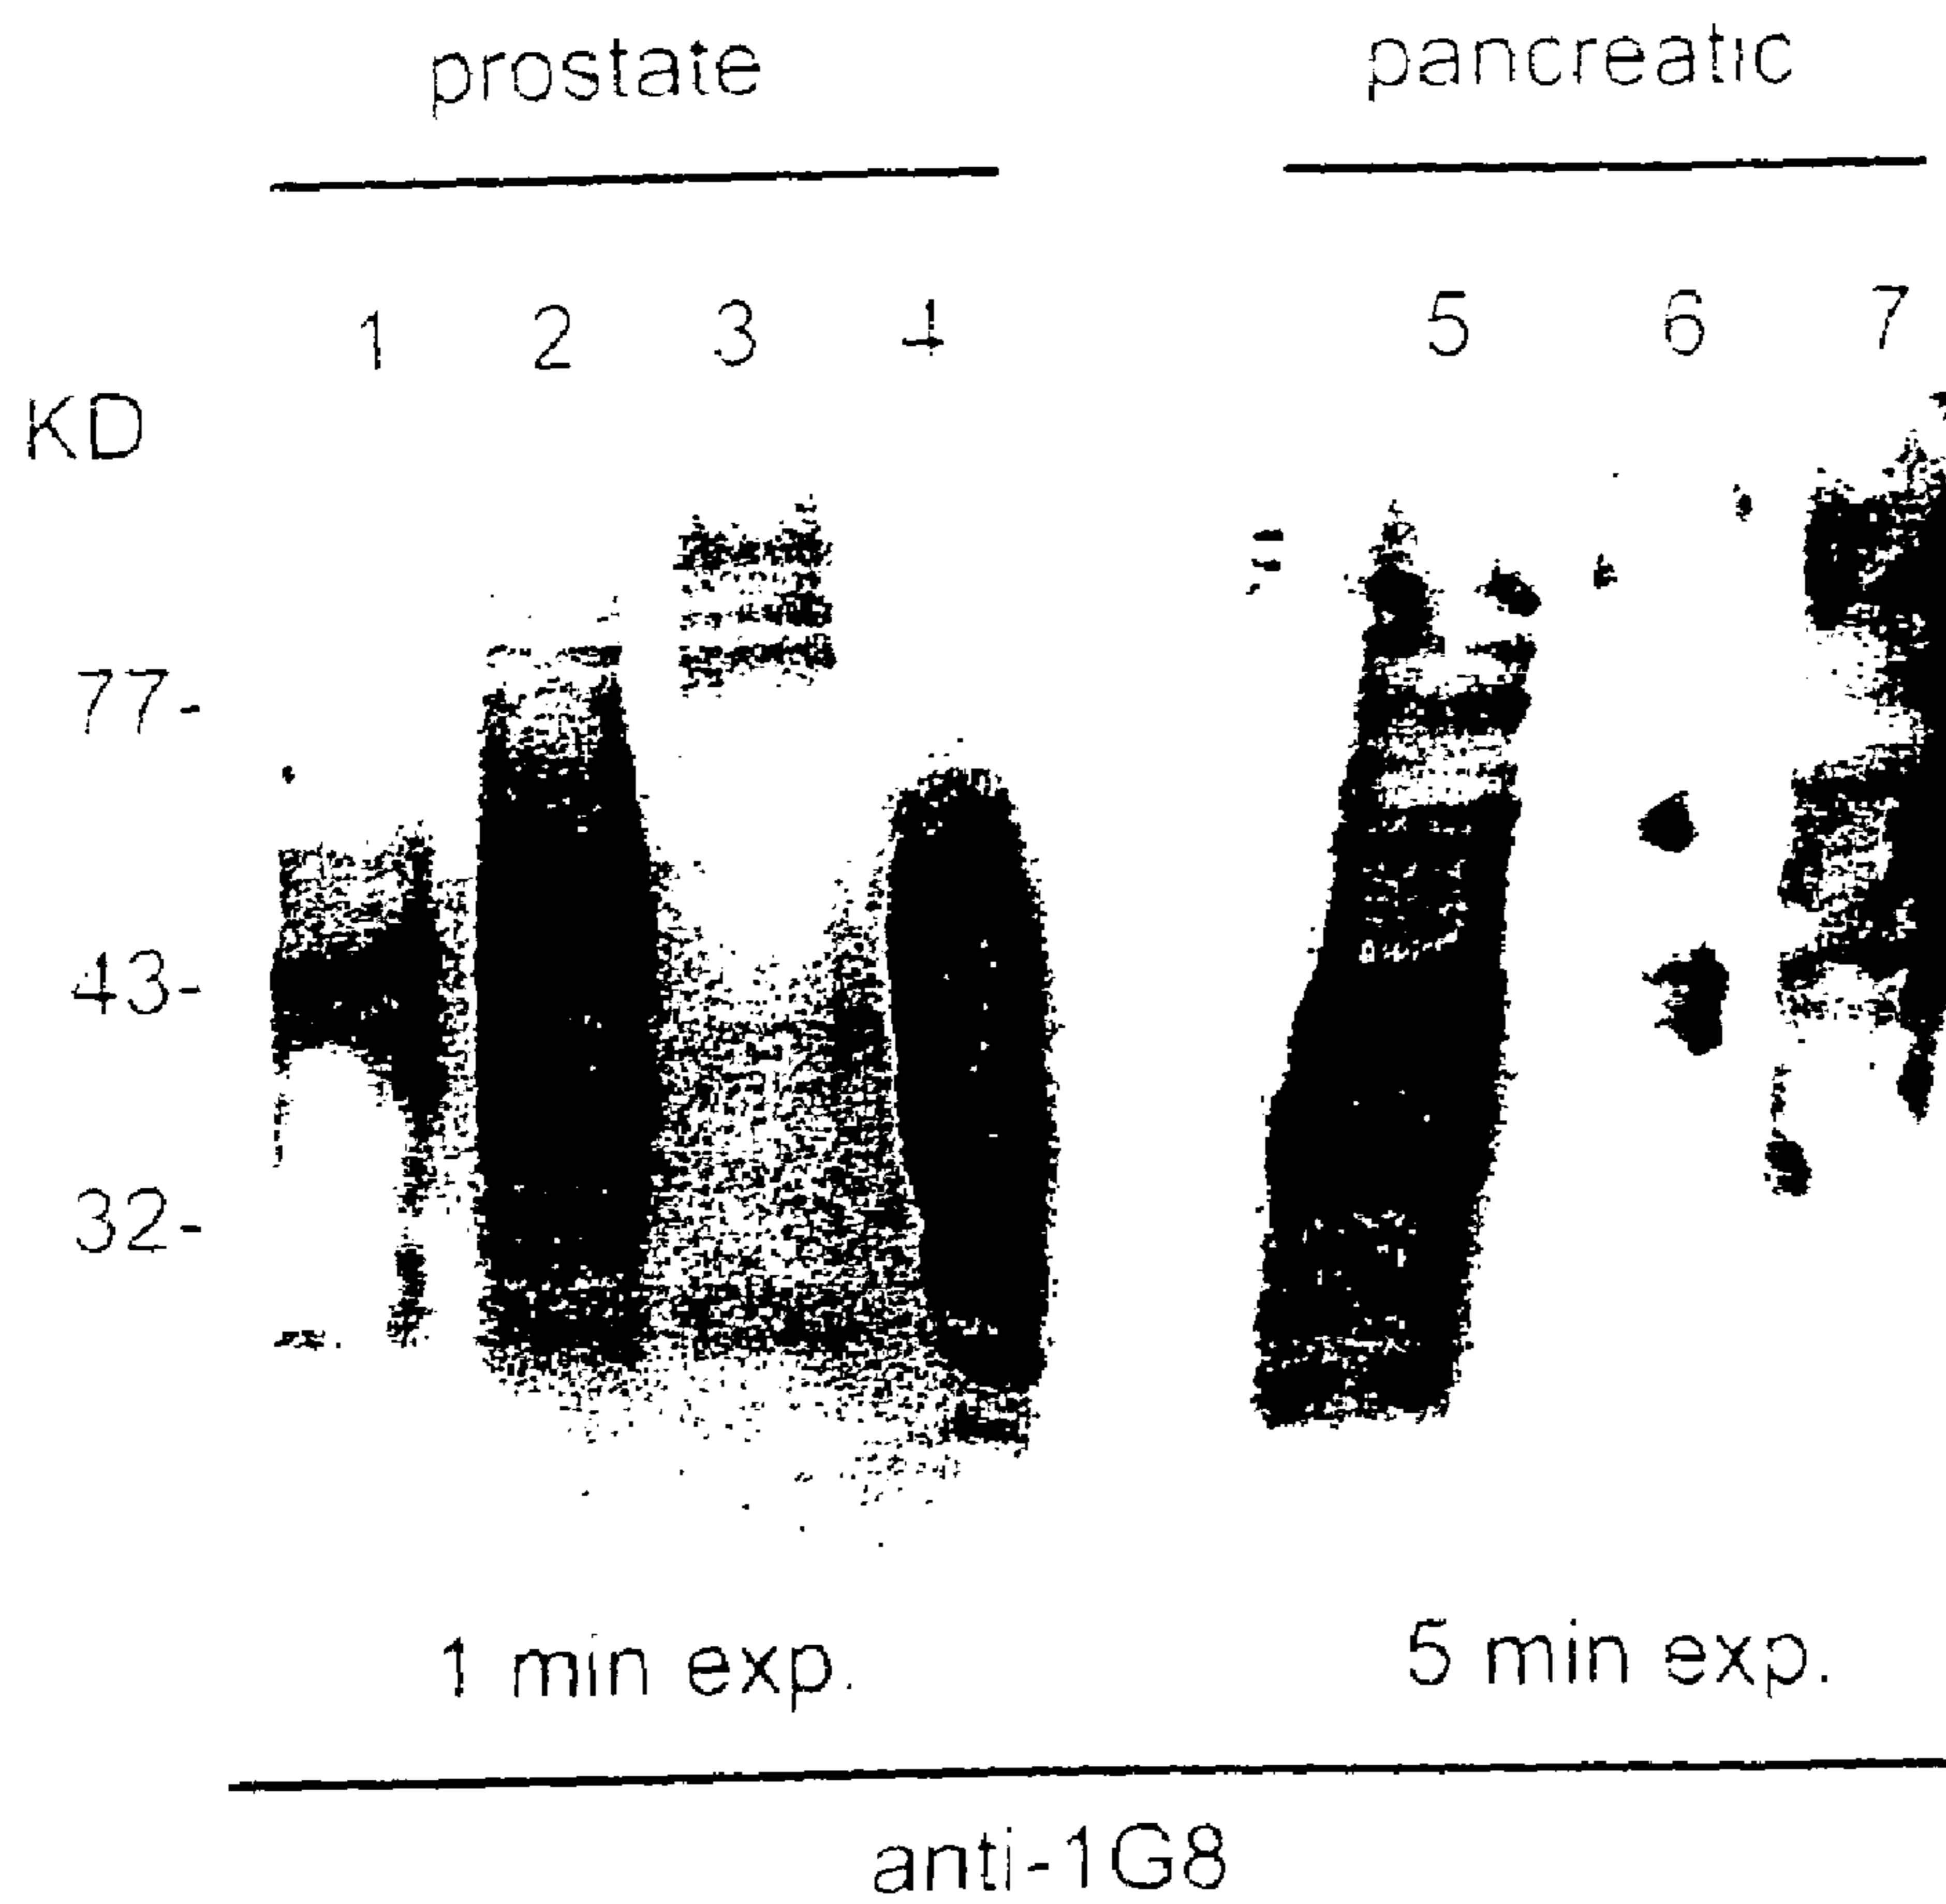 prostate pancreatic
1 2 3 4 5 6 7
KD
77-
43-
32-
1 min exp. 5 min exp.
anti-1G8